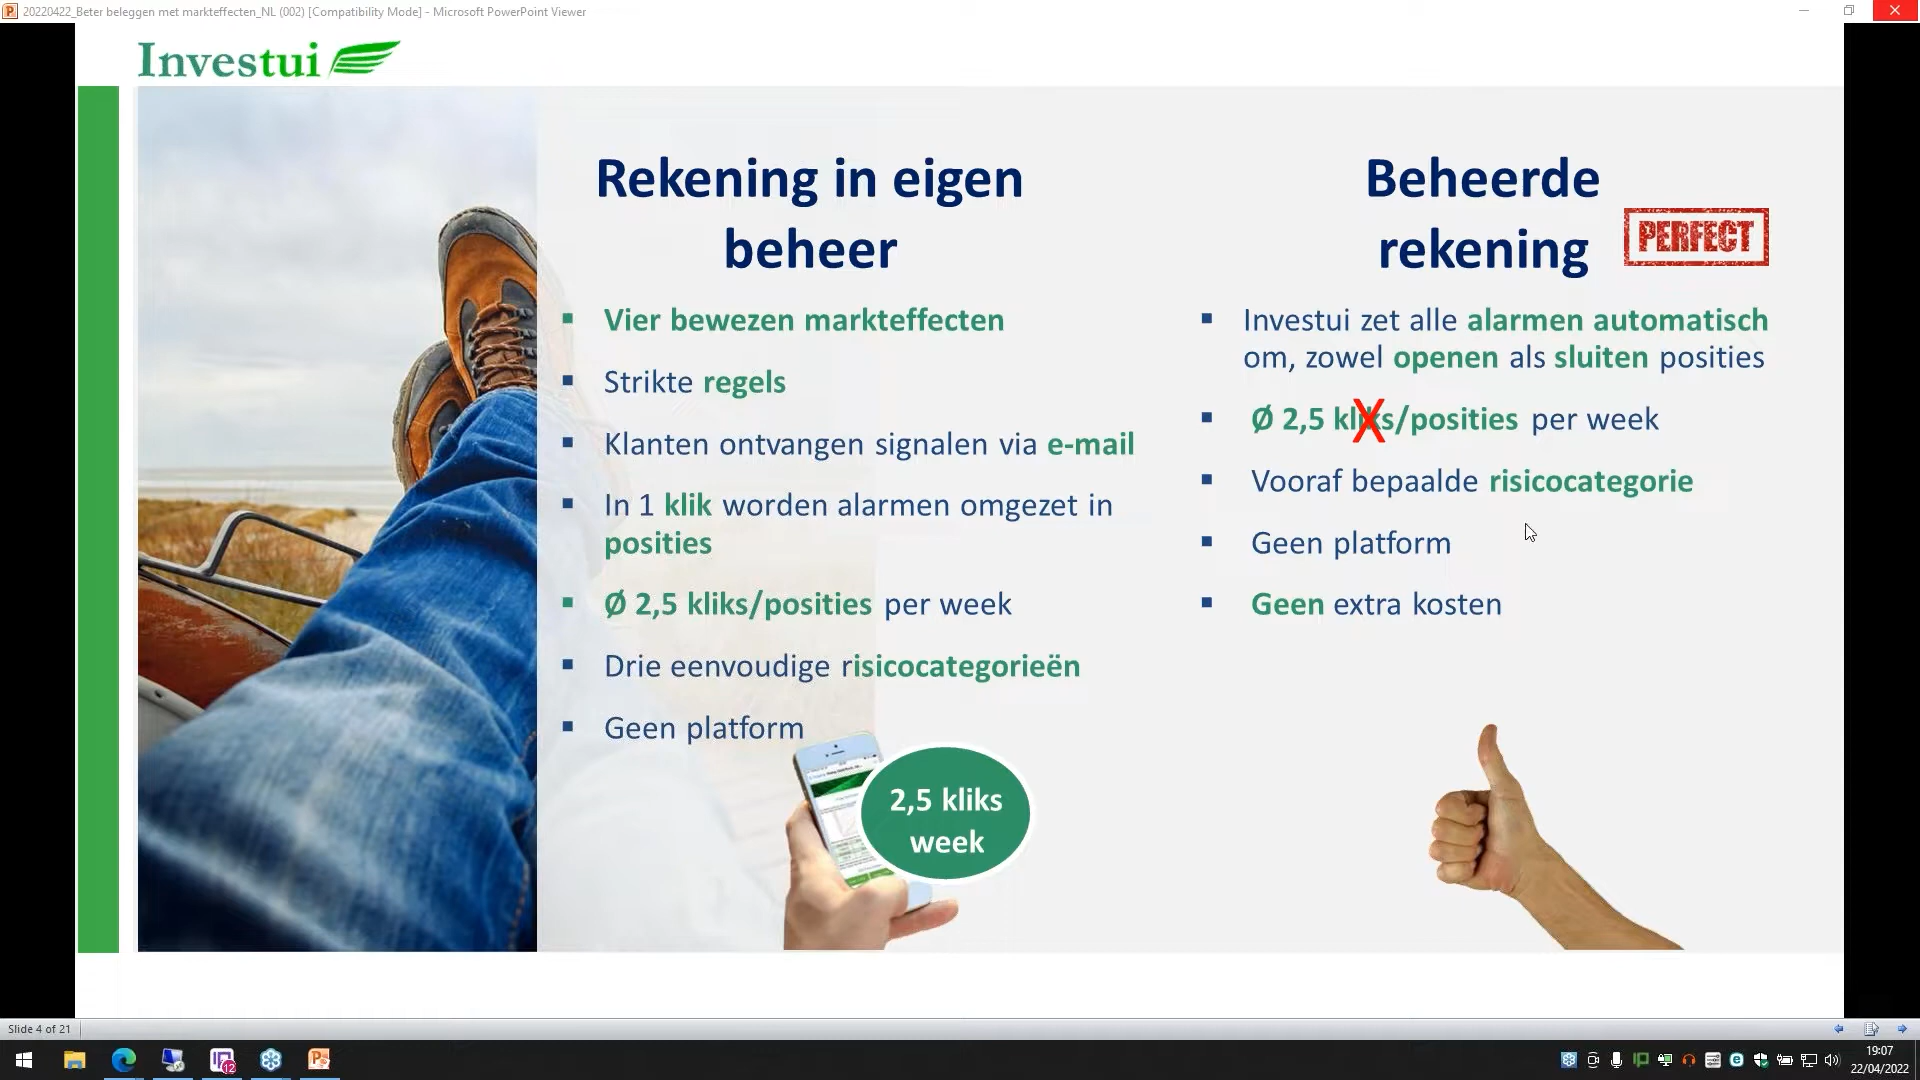 20220422_Beter beleggen met markteffecten_NL (002) [Compatibility Mode] - Microsoft PowerPoint Viewer
Investui
Rekening in eigen
beheer
Vier bewezen markteffecten
Strikte regels
Klanten ontvangen signalen via e-mail
In 1 klik worden alarmen omgezet in
posities
Ø 2,5 kliks/posities per week
Drie eenvoudige risicocategorieën
Geen platform
2,5 kliks
week
Beheerde
rekening
PERFECT
Investui zet alle alarmen automatisch
om, zowel openen als sluiten posities
Ø 2,5 kliks/posities per week
X
Vooraf bepaalde risicocategorie
Geen platform
Geen extra kosten
Slide 4 of 21
12
19:07
22/04/2022